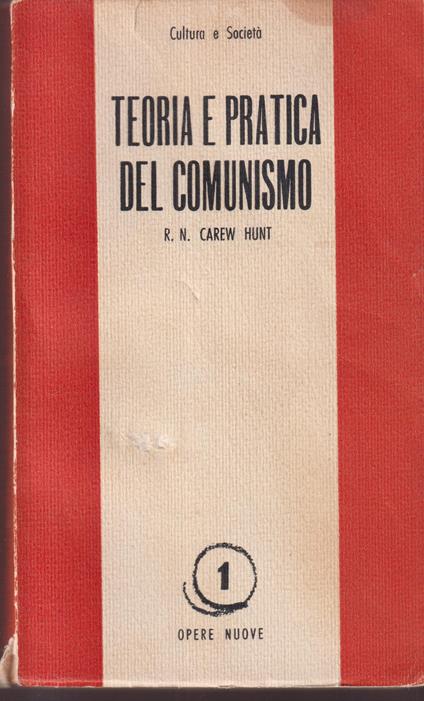 Cultura e Società
TEORIA E PRATICA
DEL COMUNISMO
R. N. CAREW HUNT
1
OPERE NUOVE